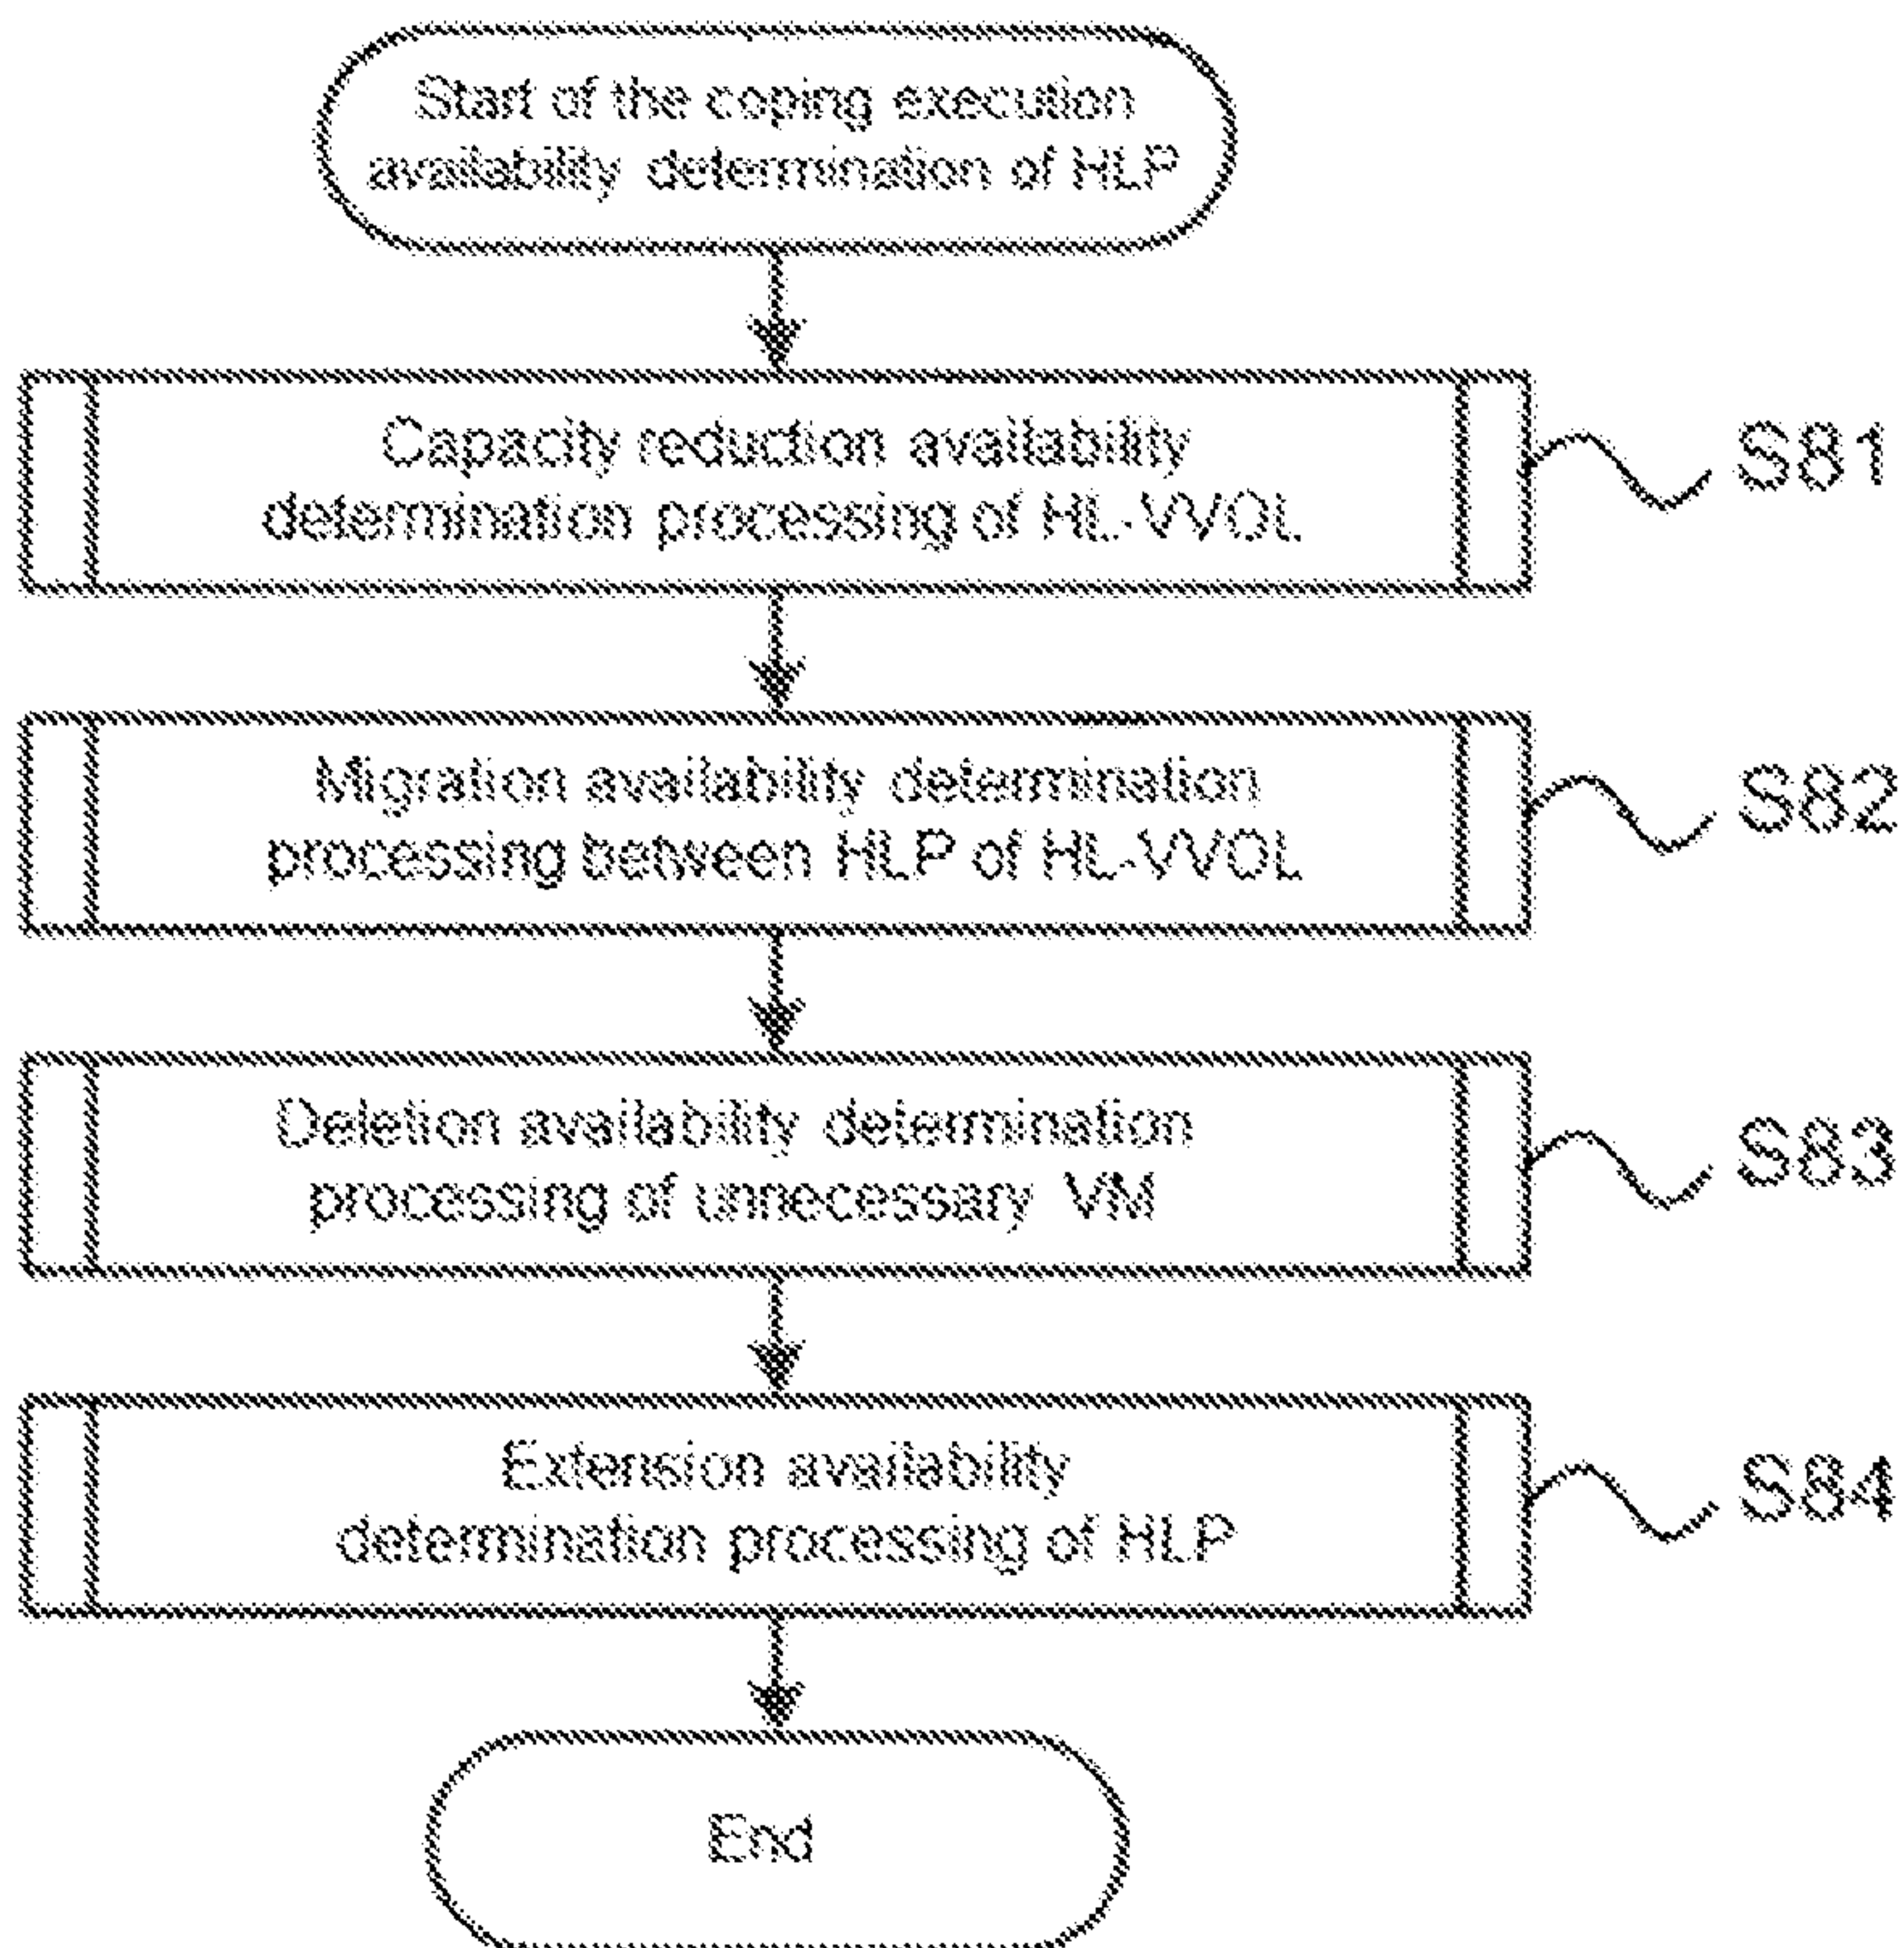 Start of the coping execution
availability determination of HLP
Capacity reduction availability
determination processing of HL-VVOL
S81
Migration availability determination
processing between HLP of HL-VVOL
S82
Deletion availability determination
processing of unnecessary VM
S83
Extension availability
determination processing of HLP
S84
End